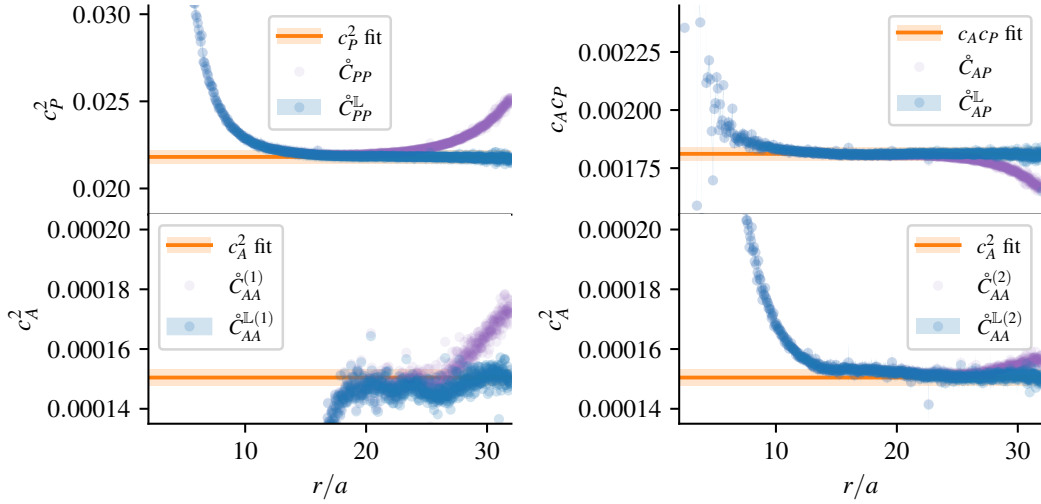 0.030
0.025
0.020
c_P^2
c_P^2 fit
C̊_PP
C̊_PP^𝕃
0.00225
0.00200
0.00175
c_A c_P
c_A c_P fit
C̊_AP
C̊_AP^𝕃
0.00020
0.00018
0.00016
0.00014
c_A^2
c_A^2 fit
C̊_AA^(1)
C̊_AA^𝕃(1)
10 20 30
r/a
0.00020
0.00018
0.00016
0.00014
c_A^2
c_A^2 fit
C̊_AA^(2)
C̊_AA^𝕃(2)
10 20 30
r/a